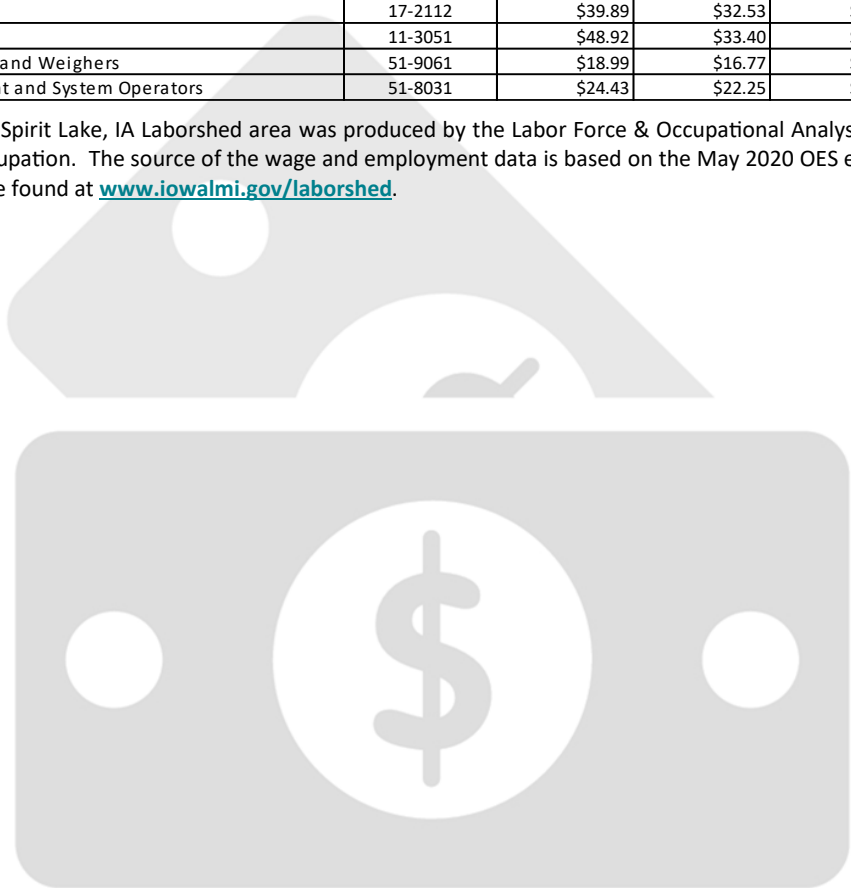 17-2112 $39.89 $32.53
11-3051 $48.92 $33.40
and Weighers 51-9061 $18.99 $16.77
and System Operators 51-8031 $24.43 $22.25
Spirit Lake, IA Laborshed area was produced by the Labor Force & Occupational
The source of the wage and employment data is based on the May 2020 OES
found at www.iowalmi.gov/laborshed.
$